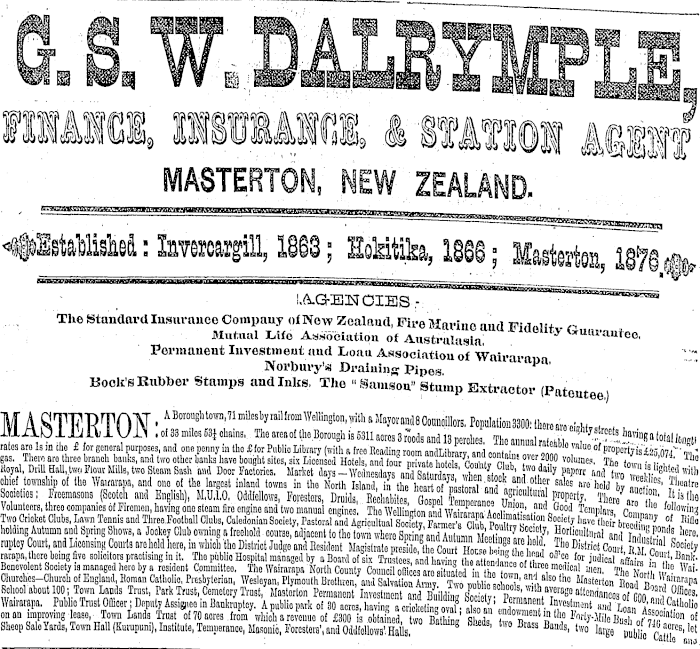 G. S. W. DALRYMPLE,
FINANCE, INSURANCE, & STATION AGENT
MASTERTON, NEW ZEALAND.
Established: Invercargill, 1863; Hokitika, 1866; Masterton, 1876.
AGENCIES:
The Standard Insurance Company of New Zealand, Fire Marine and Fidelity Guarantee.
Mutual Life Association of Australasia.
Permanent Investment and Loan Association of Wairarapa.
Norbury's Draining Pipes.
Bock's Rubber Stamps and Inks. The "Samson" Stump Extractor (Patentee.)
MASTERTON: A Borough town, 71 miles by rail from Wellington, with a Mayor and 8 Councillors. Population 3300: there are eighty streets having a total length
of 33 miles 53½ chains. The area of the Borough is 5311 acres 3 roods and 13 perches. The annual rateable value of property is £25,074. The
rates are 1s in the £ for general purposes, and one penny in the £ for Public Library (with a free Reading room and Library, and contains over 2000 volumes. The town is lighted with
gas. There are three branch banks, and two other banks have bought sites, six Licensed Hotels, and four private hotels, County Club, two daily papers and two weeklies, Theatre
Royal, Drill Hall, two Flour Mills, two Steam Sash and Door Factories. Market days—Wednesdays and Saturdays, when stock and other sales are held by auction. It is the
chief township of the Wairarapa, and one of the largest inland towns in the North Island, in the heart of pastoral and agricultural property. There are the following
Societies: Freemasons (Scotch and English), M.U.I.O. Oddfellows, Foresters, Druids, Rechabites, Gospel Temperance Union, and Good Templars, Company of Rifle
Volunteers, three companies of Firemen, having one steam fire engine and two manual engines. The Wellington and Wairarapa Acclimatisation Society have their breeding ponds here.
Two Cricket Clubs, Lawn Tennis and Three Football Clubs, Caledonian Society, Pastoral and Agricultual Society, Farmer's Club, Poultry Society, Horticultural and Industrial Society
holding Autumn and Spring Shows, a Jockey Club owning a freehold course, adjacent to the town where Spring and Autumn Meetings are held. The District Court, R.M. Court, Bank-
ruptcy Court, and Licensing Courts are held here, in which the District Judge and Resident Magistrate preside, the Court House being the head office for judicial affairs in the Wai-
rarapa, there being five solicitors practising in it. The public Hospital managed by a Board of six Trustees, and having the attendance of three medical men. The North Wairarapa
Benevolent Society is managed here by a resident Committee. The Wairarapa North County Council offices are situated in the town, and also the Masterton Road Board Offices.
Churches—Church of England, Roman Catholic, Presbyterian, Wesleyan, Plymouth Brethren, and Salvation Army. Two public schools, with average attendances of 600, and Catholic
School about 100; Town Lands Trust, Park Trust, Cemetery Trust, Masterton Permanent Investment and Building Society; Permanent Investment and Loan Association of
Wairarapa. Public Trust Officer; Deputy Assignee in Bankruptcy. A public park of 30 acres, having a cricketing oval; also an endowment in the Forty-Mile Bush of 746 acres, let
on an improving lease, Town Lands Trust of 70 acres from which a revenue of £300 is obtained, two Bathing Sheds, two Brass Bands, two large public Cattle and
Sheep Sale Yards, Town Hall (Kuripuni), Institute, Temperance, Masonic, Foresters', and Oddfellows' Halls.